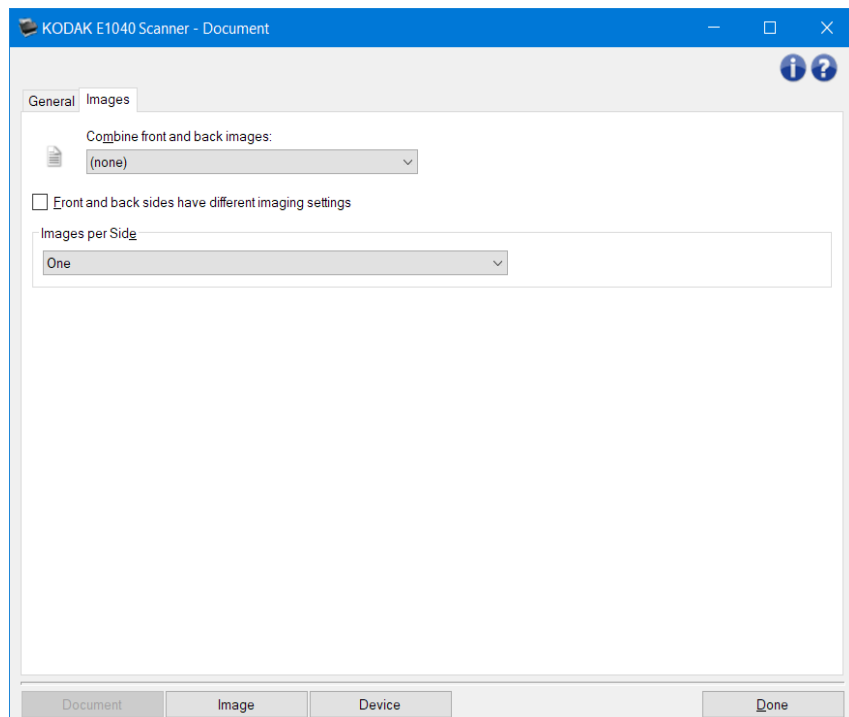 KODAK E1040 Scanner - Document
General Images
Combine front and back images:
(none)
Front and back sides have different imaging settings
Images per Side
One
Document Image Device Done